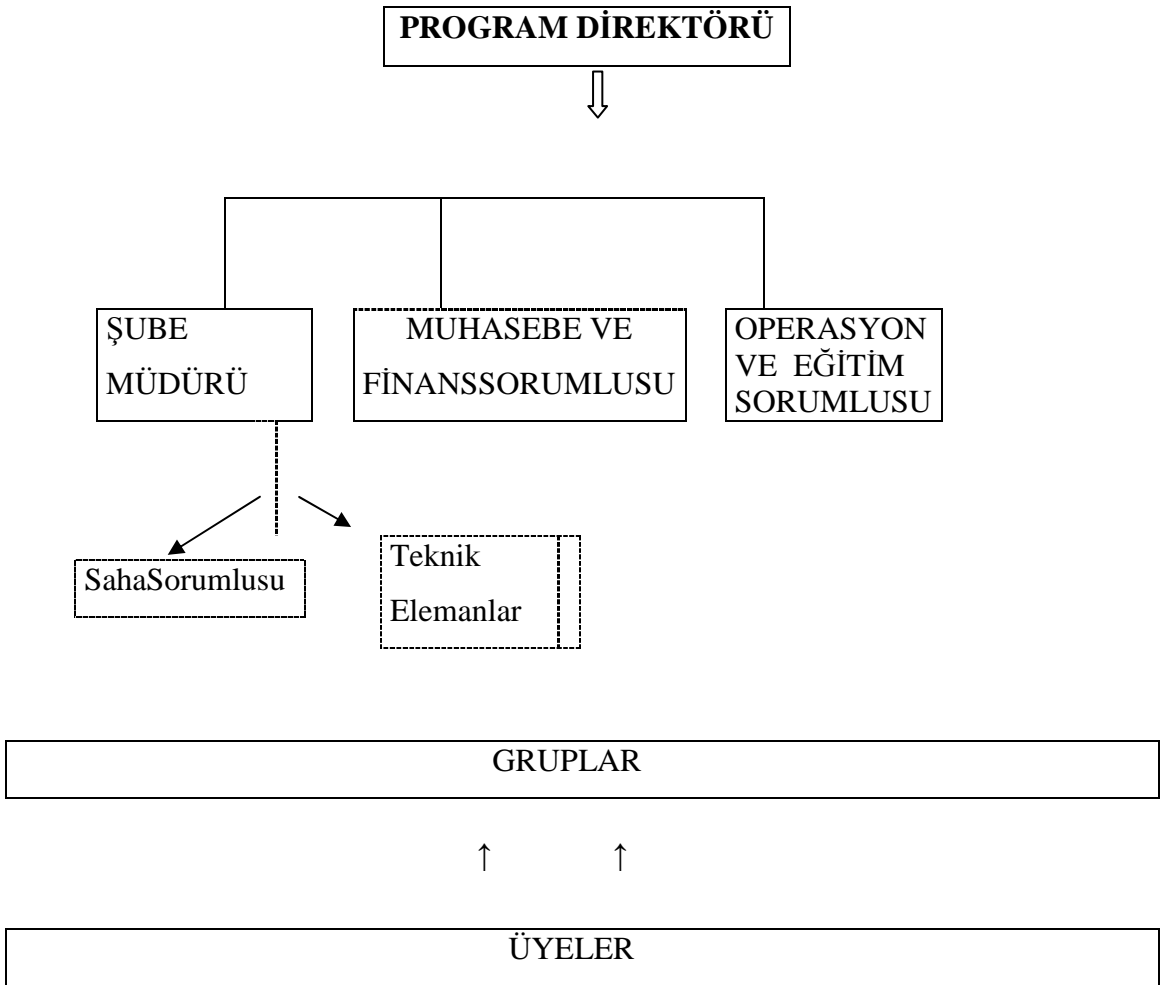 PROGRAM DİREKTÖRÜ
ŞUBE
MÜDÜRÜ
MUHASEBE VE
FİNANSSORUMLUSU
OPERASYON
VE EĞİTİM
SORUMLUSU
SahaSorumlusu
Teknik
Elemanlar
GRUPLAR
↑ ↑
ÜYELER